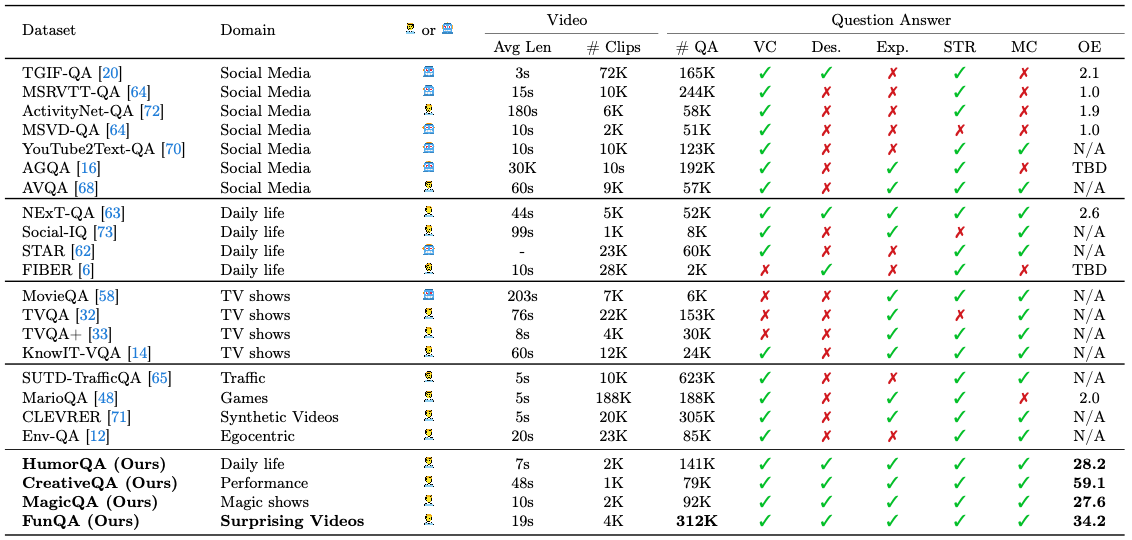 Dataset Domain or Video Question Answer
Avg Len # Clips # QA VC Des. Exp. STR MC OE
TGIF-QA [20] Social Media 3s 72K 165K ✓ ✓ ✗ ✓ ✗ 2.1
MSRVTT-QA [64] Social Media 15s 10K 244K ✓ ✗ ✗ ✓ ✗ 1.0
ActivityNet-QA [72] Social Media 180s 6K 58K ✓ ✗ ✗ ✓ ✗ 1.9
MSVD-QA [64] Social Media 10s 2K 51K ✓ ✗ ✗ ✗ ✗ 1.0
YouTube2Text-QA [70] Social Media 10s 10K 123K ✓ ✗ ✗ ✓ ✓ N/A
AGQA [16] Social Media 30K 10s 192K ✓ ✗ ✓ ✓ ✗ TBD
AVQA [68] Social Media 60s 9K 57K ✓ ✗ ✓ ✓ ✓ N/A
NExT-QA [63] Daily life 44s 5K 52K ✓ ✓ ✓ ✓ ✓ 2.6
Social-IQ [73] Daily life 99s 1K 8K ✓ ✗ ✓ ✗ ✓ N/A
STAR [62] Daily life - 23K 60K ✓ ✗ ✗ ✓ ✓ N/A
FIBER [6] Daily life 10s 28K 2K ✗ ✓ ✗ ✓ ✗ TBD
MovieQA [58] TV shows 203s 7K 6K ✗ ✗ ✓ ✓ ✓ N/A
TVQA [32] TV shows 76s 22K 153K ✗ ✗ ✓ ✗ ✓ N/A
TVQA+ [33] TV shows 8s 4K 30K ✗ ✗ ✓ ✓ ✓ N/A
KnowIT-VQA [14] TV shows 60s 12K 24K ✓ ✗ ✓ ✓ ✓ N/A
SUTD-TrafficQA [65] Traffic 5s 10K 623K ✓ ✗ ✗ ✓ ✓ N/A
MarioQA [48] Games 5s 188K 188K ✓ ✗ ✓ ✓ ✗ 2.0
CLEVRER [71] Synthetic Videos 5s 20K 305K ✓ ✗ ✓ ✓ ✓ N/A
Env-QA [12] Egocentric 20s 23K 85K ✓ ✗ ✗ ✓ ✓ N/A
HumorQA (Ours) Daily life 7s 2K 141K ✓ ✓ ✓ ✓ ✓ 28.2
CreativeQA (Ours) Performance 48s 1K 79K ✓ ✓ ✓ ✓ ✓ 59.1
MagicQA (Ours) Magic shows 10s 2K 92K ✓ ✓ ✓ ✓ ✓ 27.6
FunQA (Ours) Surprising Videos 19s 4K 312K ✓ ✓ ✓ ✓ ✓ 34.2